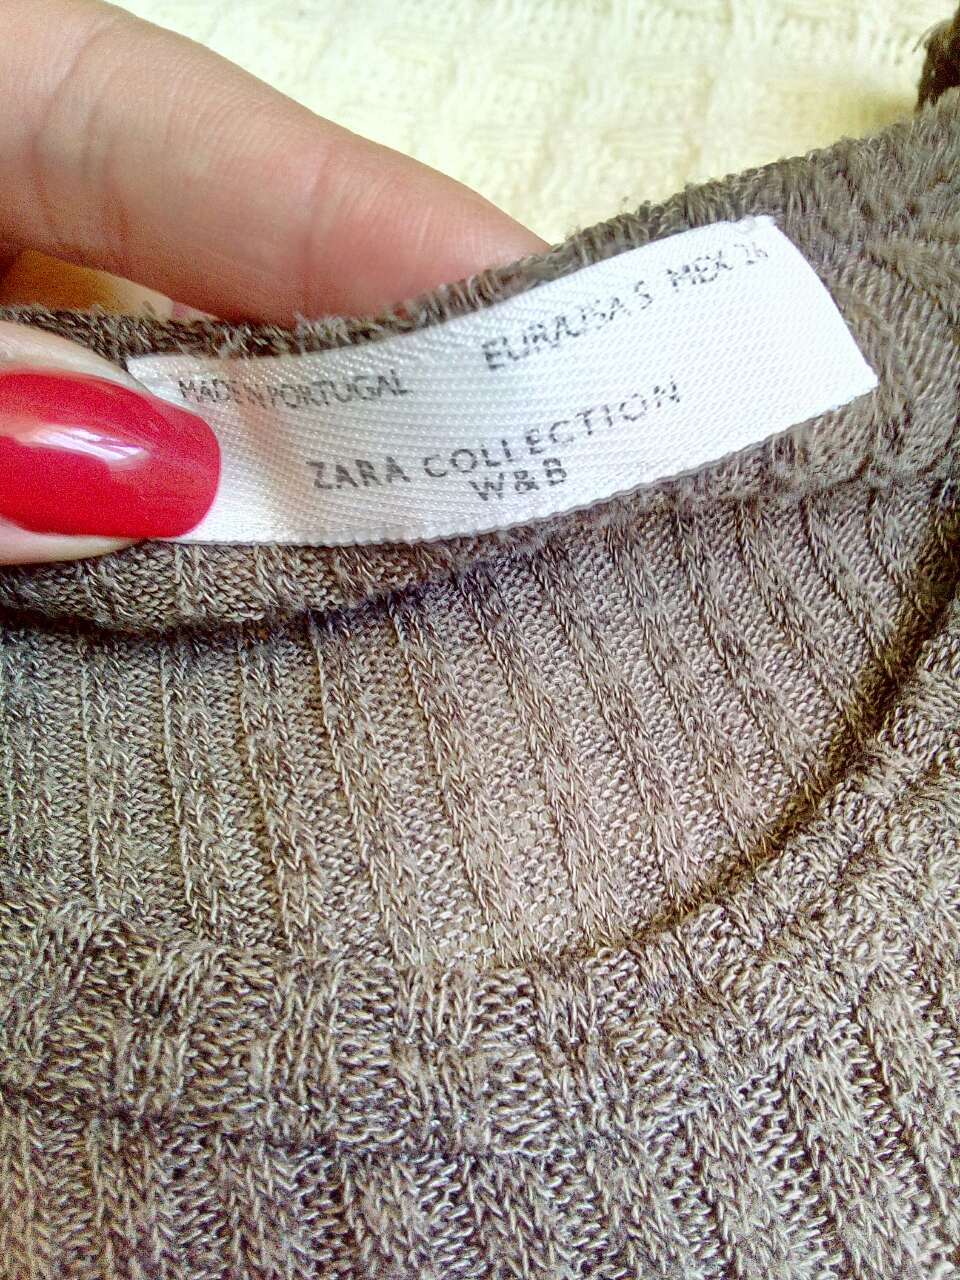 MADE IN PORTUGAL
EUR/USA S MEX 26
ZARA COLLECTION
W&B